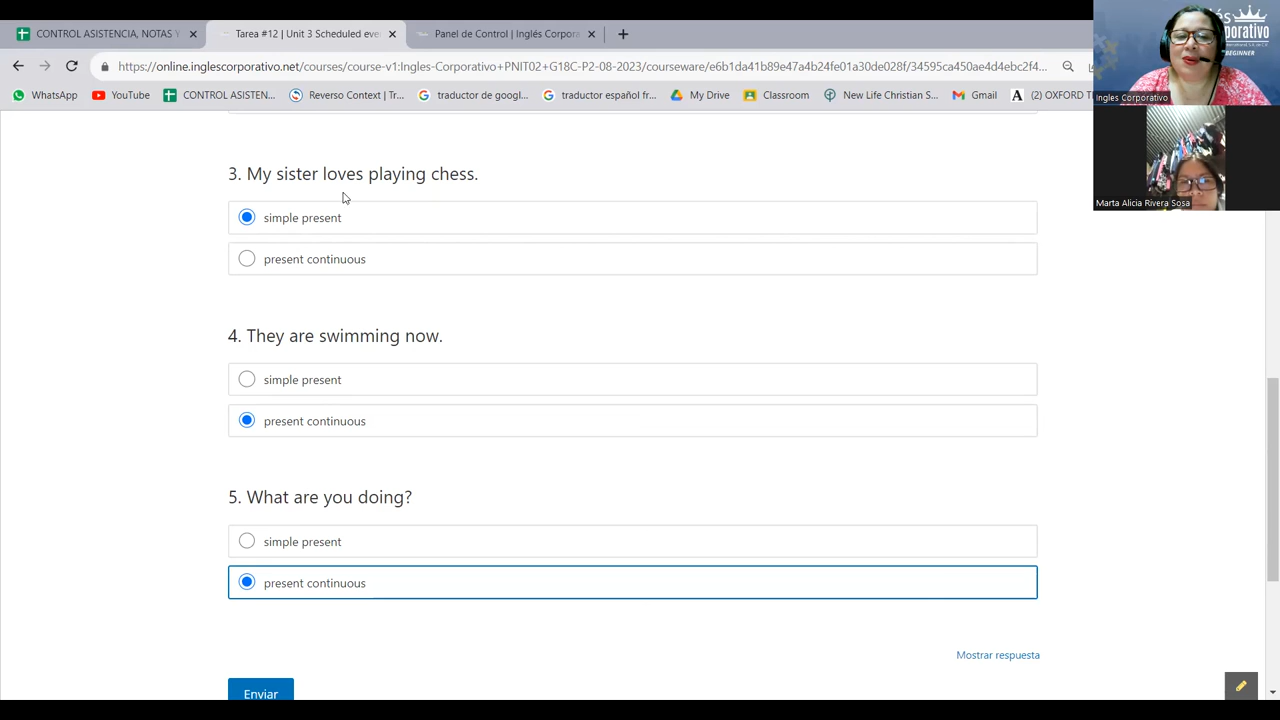 CONTROL ASISTENCIA, NOTAS Y
Tarea #12 | Unit 3 Scheduled eve
Panel de Control | Inglés Corpora
https://online.inglescorporativo.net/courses/course-v1:Ingles-Corporativo+PNT02+G18C-P2-08-2023/courseware/e6b1da41b89e47a4b24fe01a30de028f/34595ca450ae4d4ebc2f4...
WhatsApp
YouTube
CONTROL ASISTEN...
Reverso Context | Tr...
corrector de googl...
traductor español fr...
My Drive
Classroom
New Life Christian S...
Gmail
(2) OXFORD T
Ingles Corporativo
Marta Alicia Rivera Sosa
3. My sister loves playing chess.
simple present
present continuous
4. They are swimming now.
simple present
present continuous
5. What are you doing?
simple present
present continuous
Mostrar respuesta
Enviar